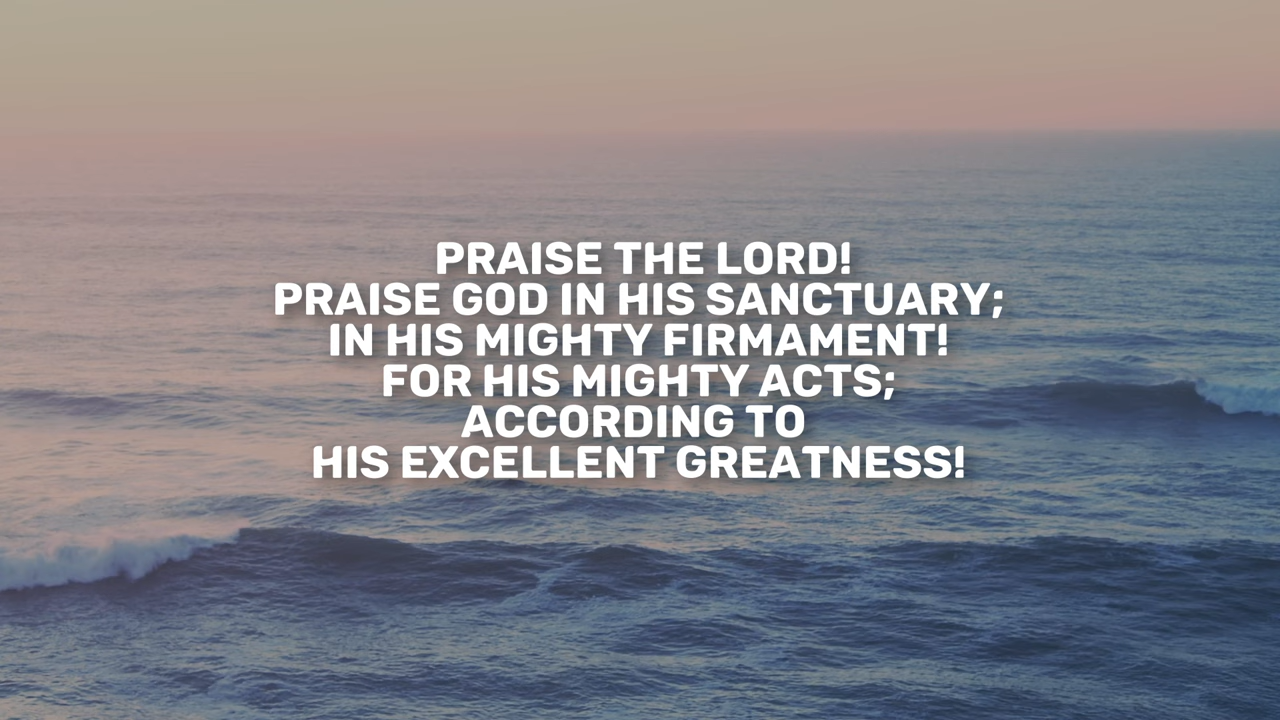 PRAISE THE LORD!
PRAISE GOD IN HIS SANCTUARY;
IN HIS MIGHTY FIRMAMENT!
FOR HIS MIGHTY ACTS;
ACCORDING TO
HIS EXCELLENT GREATNESS!